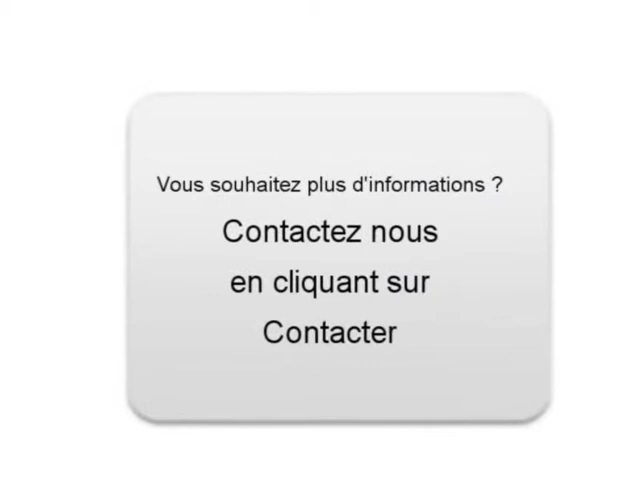 Vous souhaitez plus d'informations ?
Contactez nous
en cliquant sur
Contacter